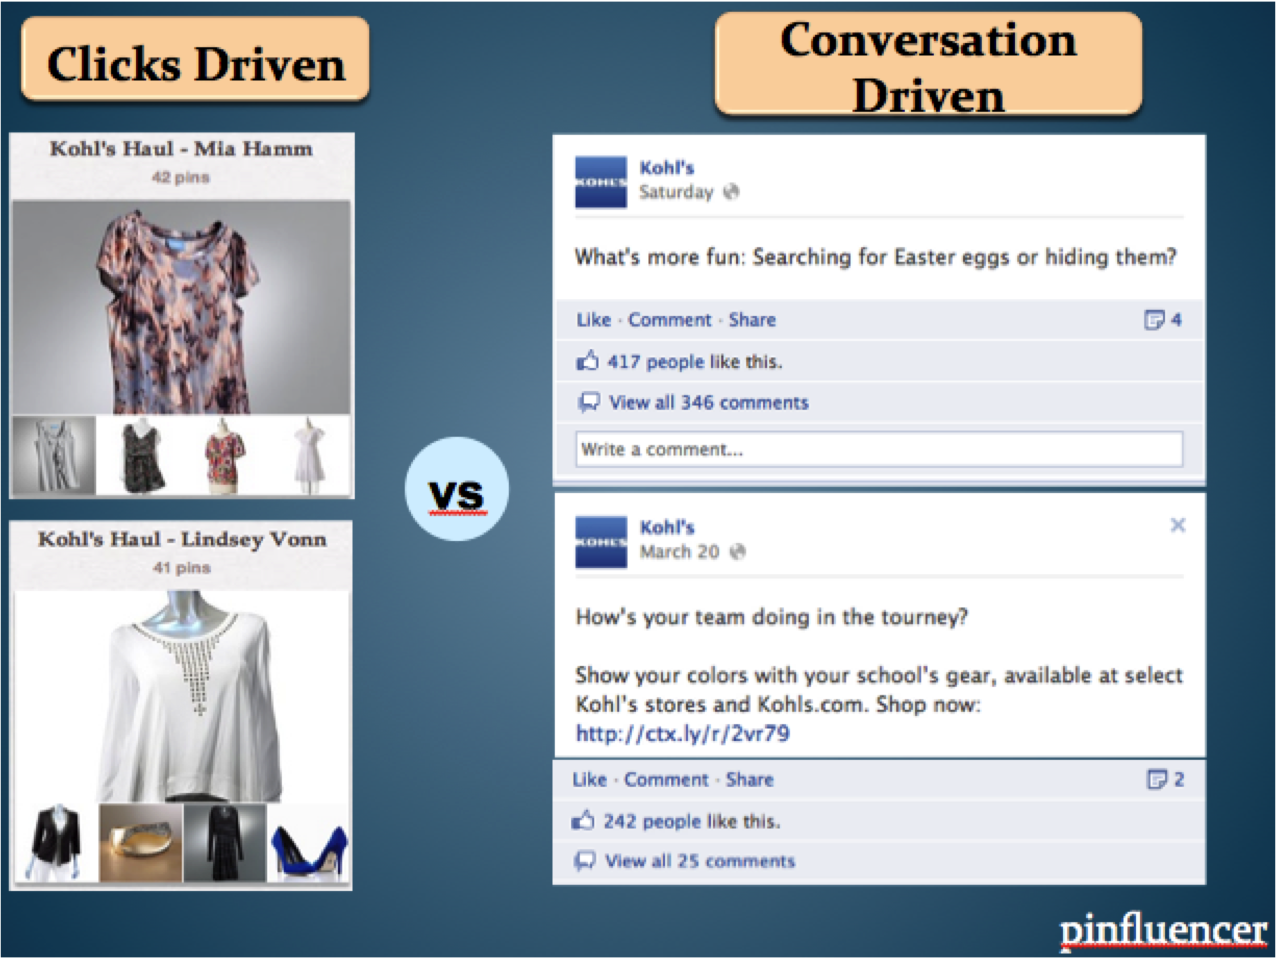 Clicks Driven
Conversation
Driven
Kohl's Haul - Mia Hamm
42 pins
Kohl's Haul - Lindsey Vonn
41 pins
vs
KOHL'S
Kohl's
Saturday
What's more fun: Searching for Easter eggs or hiding them?
Like · Comment · Share
4
417 people like this.
View all 346 comments
Write a comment...
KOHL'S
Kohl's
March 20
How's your team doing in the tourney?
Show your colors with your school's gear, available at select
Kohl's stores and Kohls.com. Shop now:
http://ctx.ly/r/2vr79
Like · Comment · Share
2
242 people like this.
View all 25 comments
pinfluencer